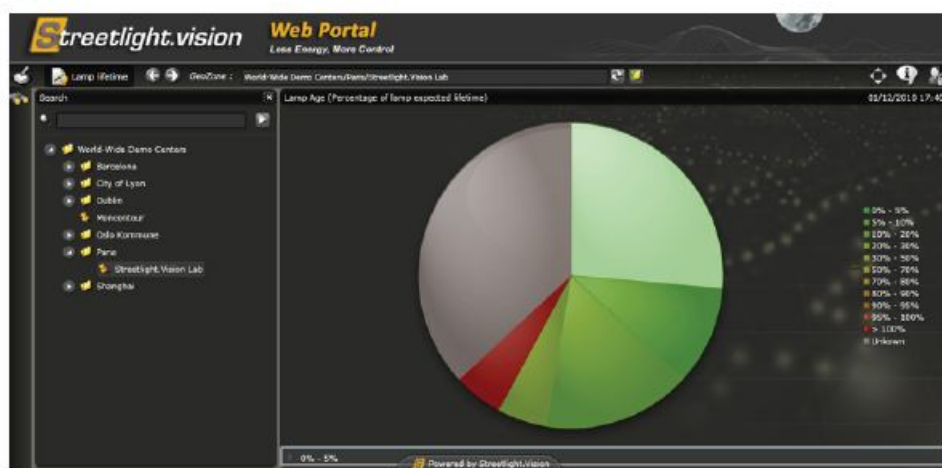 Streetlight.vision
Web Portal
Less Energy, More Control
Lamp lifetime
GeoZone :
World-Wide Demo Centers/Paris/Streetlight.Vision Lab
Search
Lamp Age (Percentage of lamp expected lifetime)
World-Wide Demo Centers
Barcelona
City of Lyon
Dublin
Moncontour
Oslo Kommune
Paris
Streetlight.Vision Lab
Shanghai
0% - 5%
5% - 10%
10% - 20%
20% - 30%
30% - 50%
50% - 70%
70% - 80%
80% - 90%
90% - 95%
95% - 100%
> 100%
Unkown
0% - 5%
Powered by Streetlight.Vision